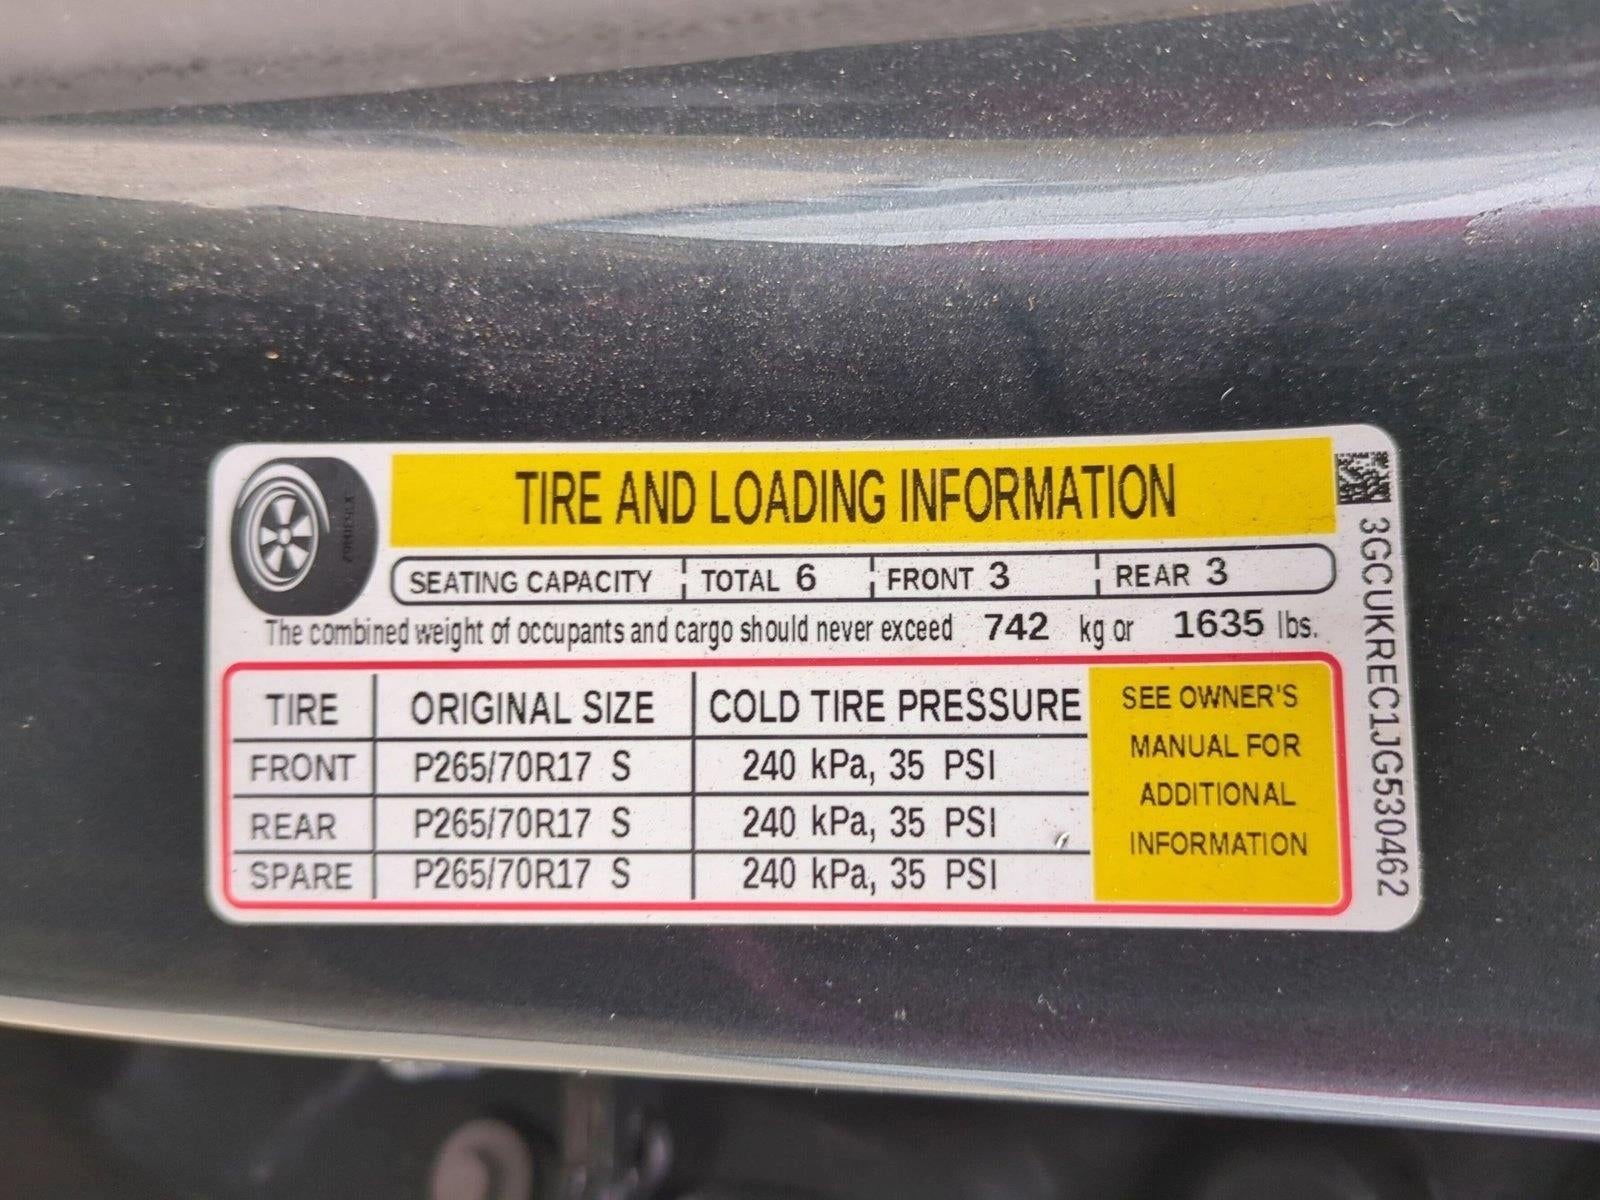 TIRE AND LOADING INFORMATION
SEATING CAPACITY TOTAL 6 FRONT 3 REAR 3
The combined weight of occupants and cargo should never exceed 742 kg or 1635 lbs.
TIRE ORIGINAL SIZE COLD TIRE PRESSURE
FRONT P265/70R17 S 240 kPa, 35 PSI
REAR P265/70R17 S 240 kPa, 35 PSI
SPARE P265/70R17 S 240 kPa, 35 PSI
SEE OWNER'S
MANUAL FOR
ADDITIONAL
INFORMATION
3GCUKREC1JG530462